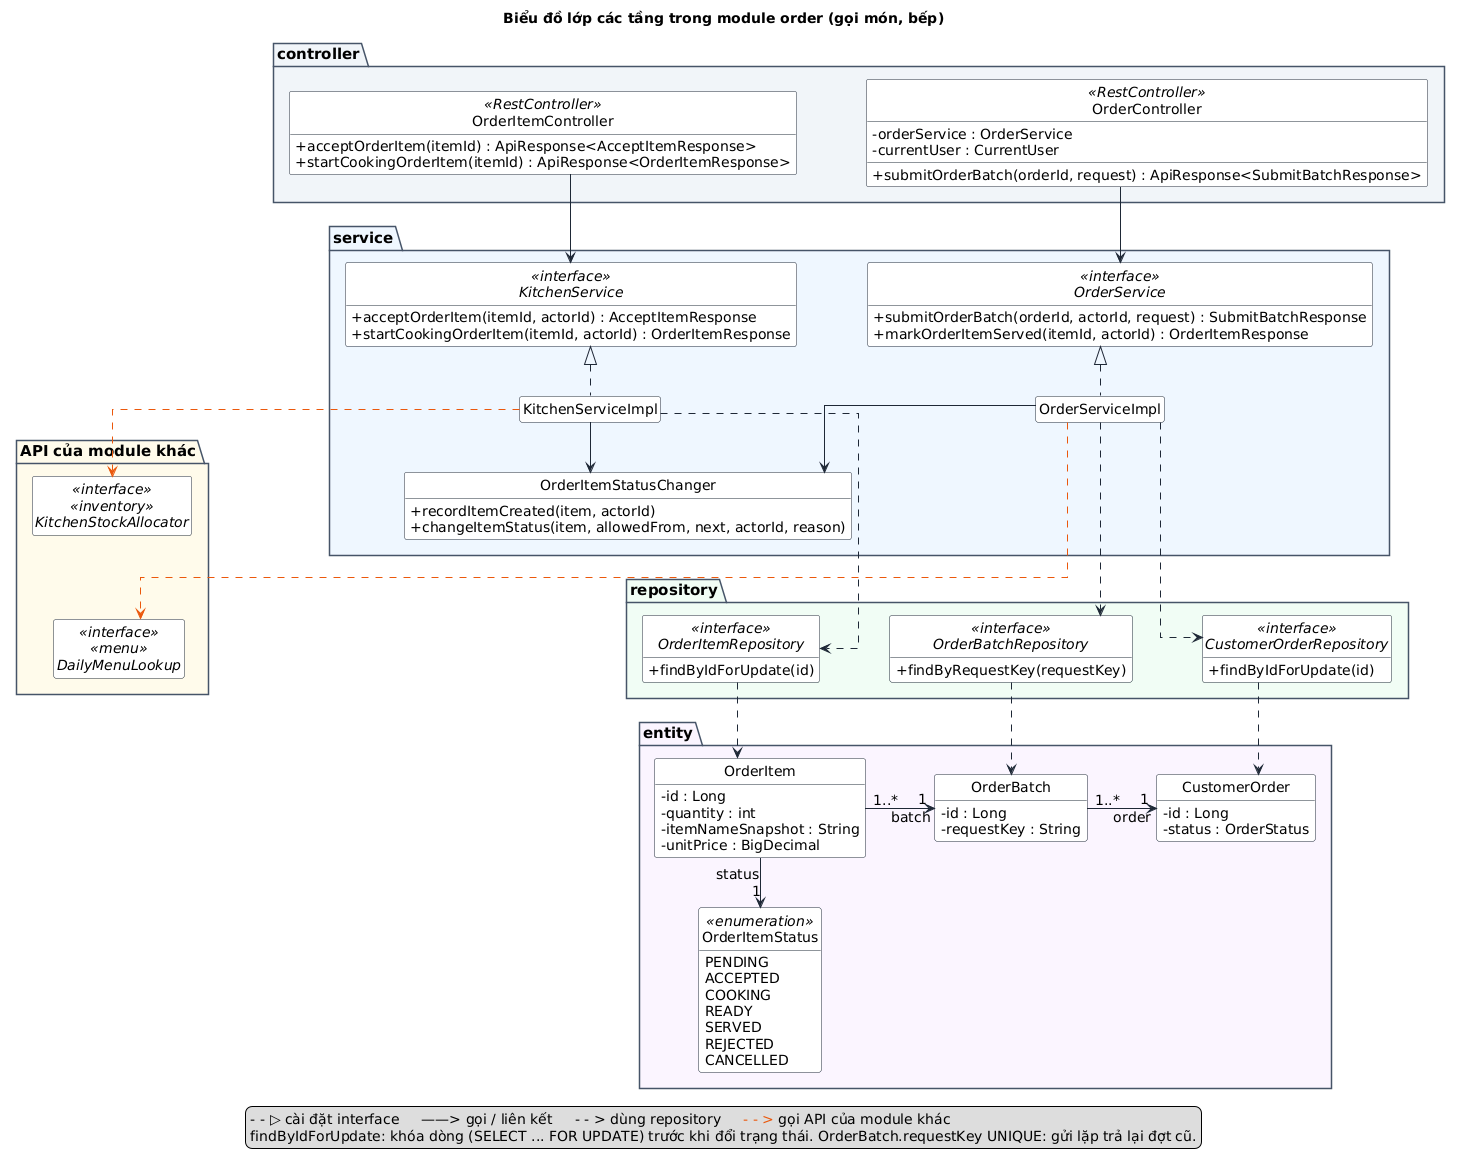 Biểu đồ lớp các tầng trong module order (gọi món, bếp)
controller
«RestController»
OrderItemController
+acceptOrderItem(itemId) : ApiResponse<AcceptItemResponse>
+startCookingOrderItem(itemId) : ApiResponse<OrderItemResponse>
«RestController»
OrderController
-orderService : OrderService
-currentUser : CurrentUser
+submitOrderBatch(orderId, request) : ApiResponse<SubmitBatchResponse>
service
«interface»
KitchenService
+acceptOrderItem(itemId, actorId) : AcceptItemResponse
+startCookingOrderItem(itemId, actorId) : OrderItemResponse
«interface»
OrderService
+submitOrderBatch(orderId, actorId, request) : SubmitBatchResponse
+markOrderItemServed(itemId, actorId) : OrderItemResponse
KitchenServiceImpl
OrderServiceImpl
OrderItemStatusChanger
+recordItemCreated(item, actorId)
+changeItemStatus(item, allowedFrom, next, actorId, reason)
API của module khác
«interface»
«inventory»
KitchenStockAllocator
«interface»
«menu»
DailyMenuLookup
repository
«interface»
OrderItemRepository
+findByIdForUpdate(id)
«interface»
OrderBatchRepository
+findByRequestKey(requestKey)
«interface»
CustomerOrderRepository
+findByIdForUpdate(id)
entity
OrderItem
-id : Long
-quantity : int
-itemNameSnapshot : String
-unitPrice : BigDecimal
1..* 1
batch
OrderBatch
-id : Long
-requestKey : String
1..* 1
order
CustomerOrder
-id : Long
-status : OrderStatus
status
1
«enumeration»
OrderItemStatus
PENDING
ACCEPTED
COOKING
READY
SERVED
REJECTED
CANCELLED
- - ▷ cài đặt interface ——> gọi / liên kết - - > dùng repository - - > gọi API của module khác
findByIdForUpdate: khóa dòng (SELECT ... FOR UPDATE) trước khi đổi trạng thái. OrderBatch.requestKey UNIQUE: gửi lặp trả lại đợt cũ.